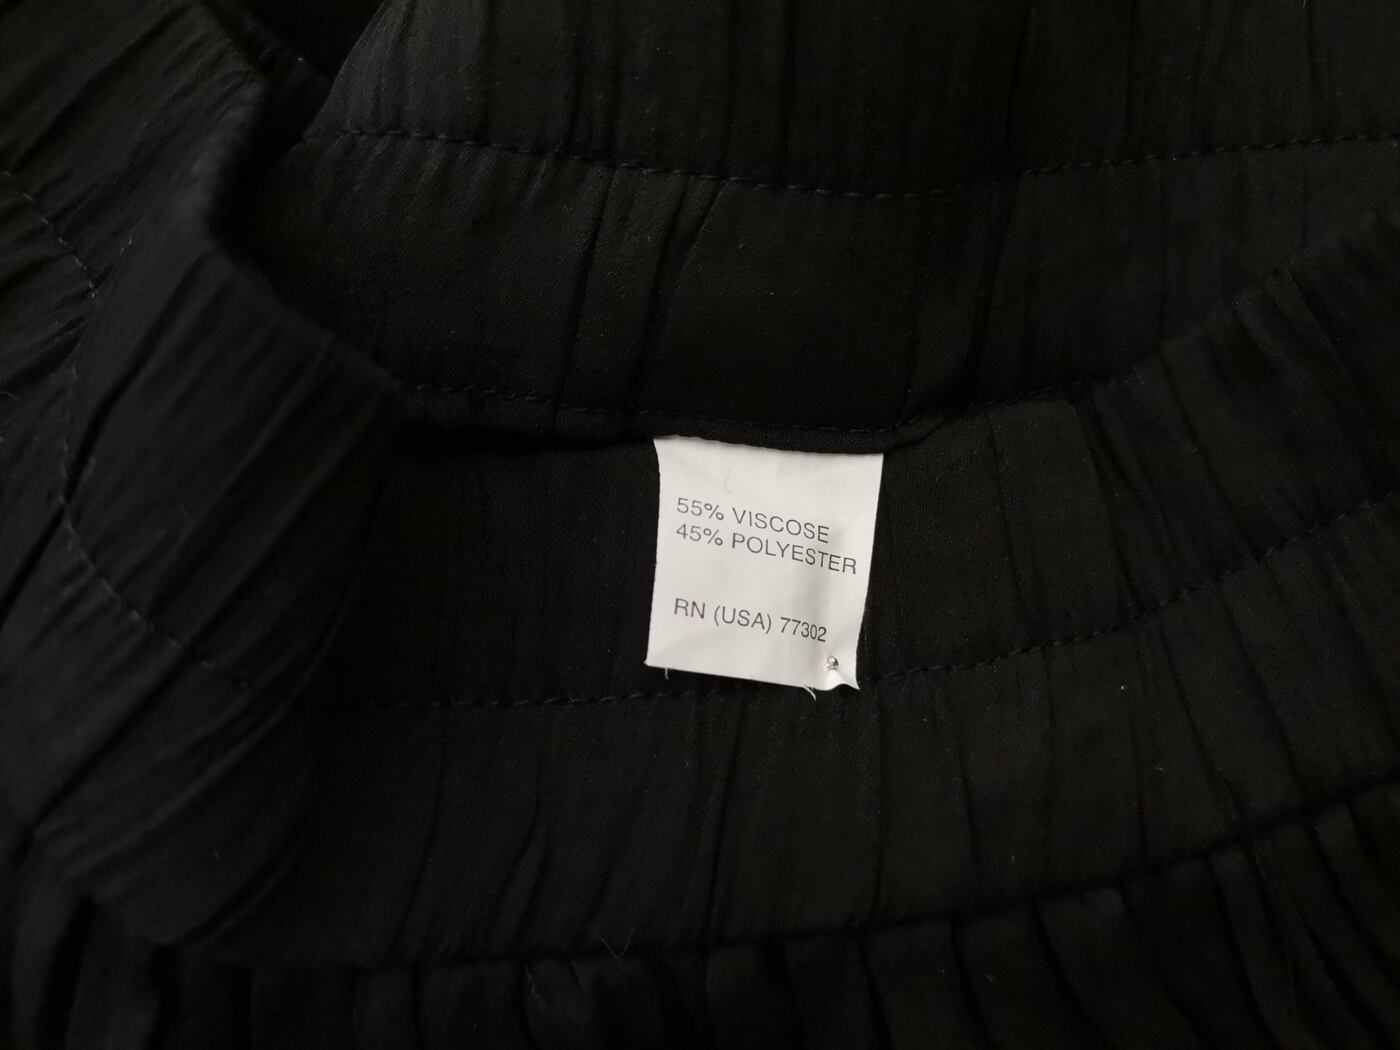 55% VISCOSE
45% POLYESTER
RN (USA) 77302